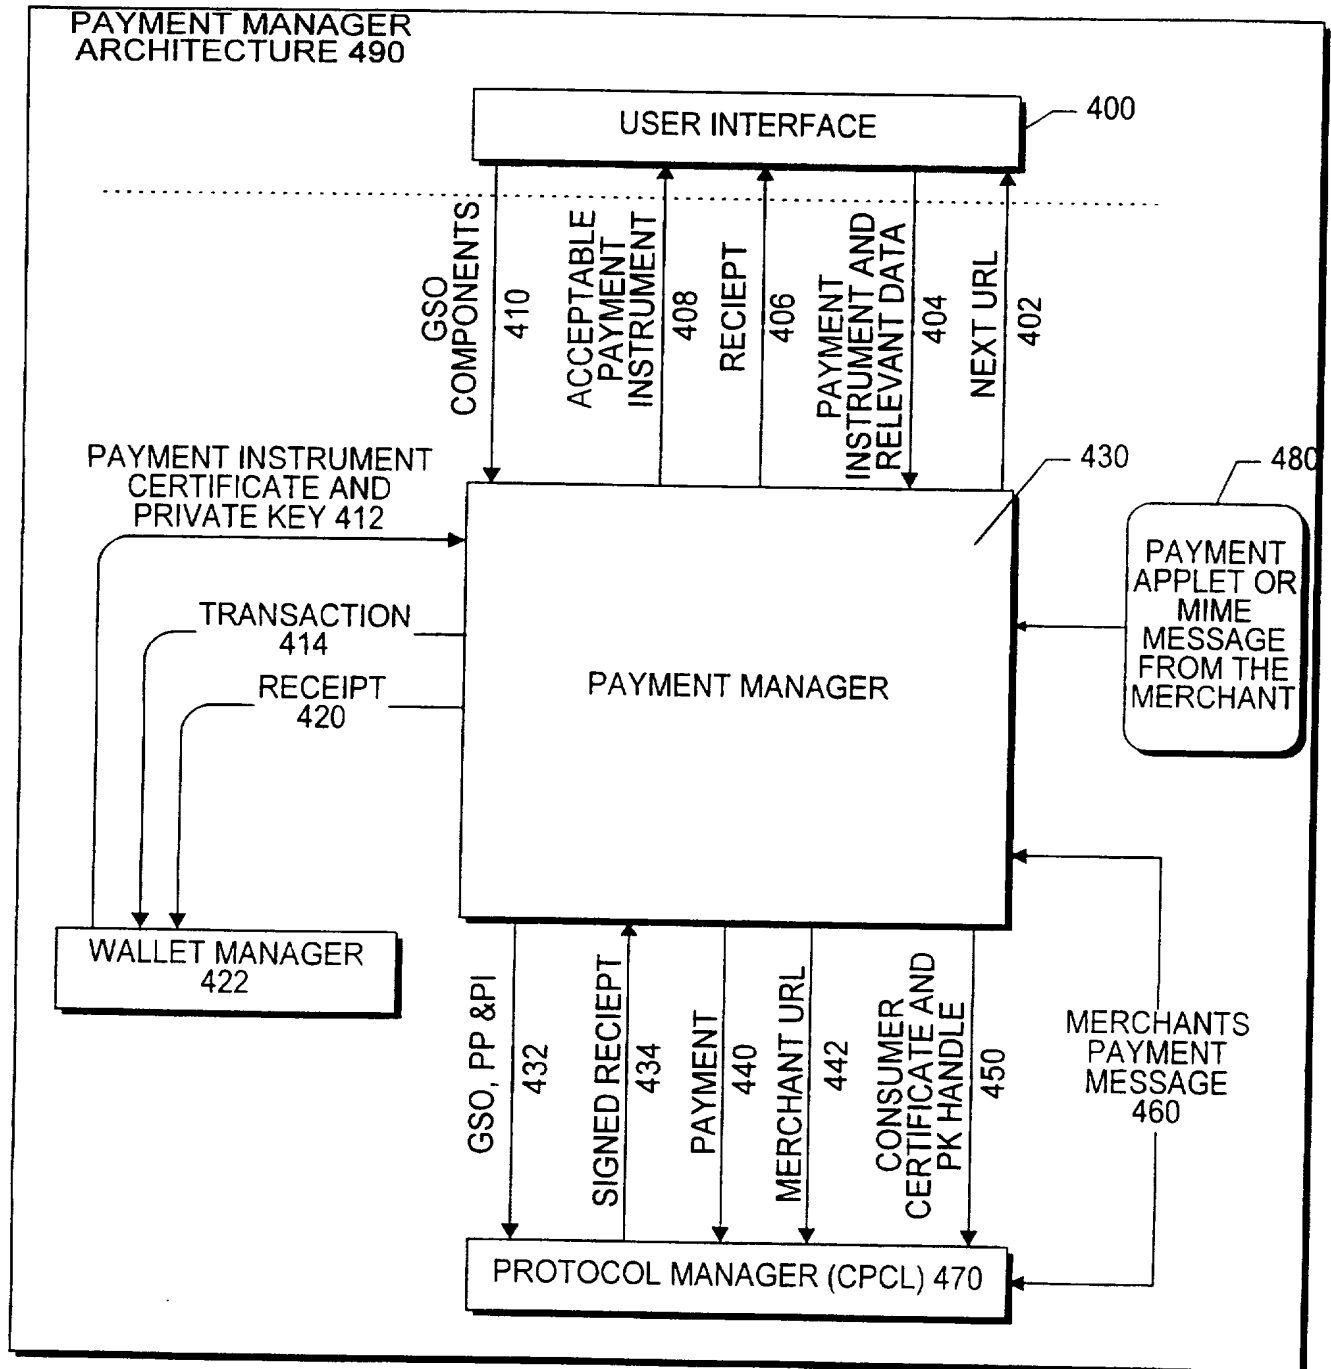 PAYMENT MANAGER
ARCHITECTURE 490
USER INTERFACE
400
GSO
COMPONENTS
410
ACCEPTABLE
PAYMENT
INSTRUMENT
408
RECIEPT
406
PAYMENT
INSTRUMENT AND
RELEVANT DATA
404
NEXT URL
402
PAYMENT INSTRUMENT
CERTIFICATE AND
PRIVATE KEY 412
430
480
TRANSACTION
414
RECEIPT
420
PAYMENT MANAGER
PAYMENT
APPLET OR
MIME
MESSAGE
FROM THE
MERCHANT
WALLET MANAGER
422
GSO, PP &PI
432
SIGNED RECIEPT
434
PAYMENT
440
MERCHANT URL
442
CONSUMER
CERTIFICATE AND
PK HANDLE
450
MERCHANTS
PAYMENT
MESSAGE
460
PROTOCOL MANAGER (CPCL) 470